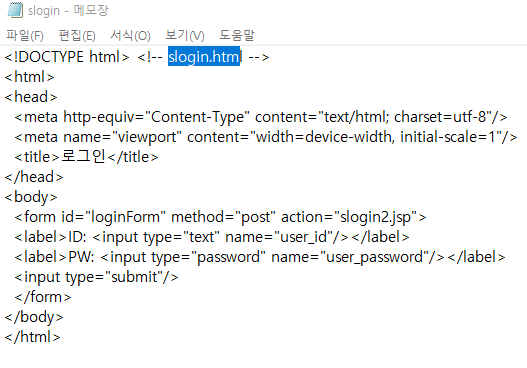 slogin - 메모장
파일(F) 편집(E) 서식(O) 보기(V) 도움말
<!DOCTYPE html> <!-- slogin.html -->
<html>
<head>
<meta http-equiv="Content-Type" content="text/html; charset=utf-8"/>
<meta name="viewport" content="width=device-width, initial-scale=1"/>
<title>로그인</title>
</head>
<body>
<form id="loginForm" method="post" action="slogin2.jsp">
<label>ID: <input type="text" name="user_id"/></label>
<label>PW: <input type="password" name="user_password"/></label>
<input type="submit"/>
</form>
</body>
</html>